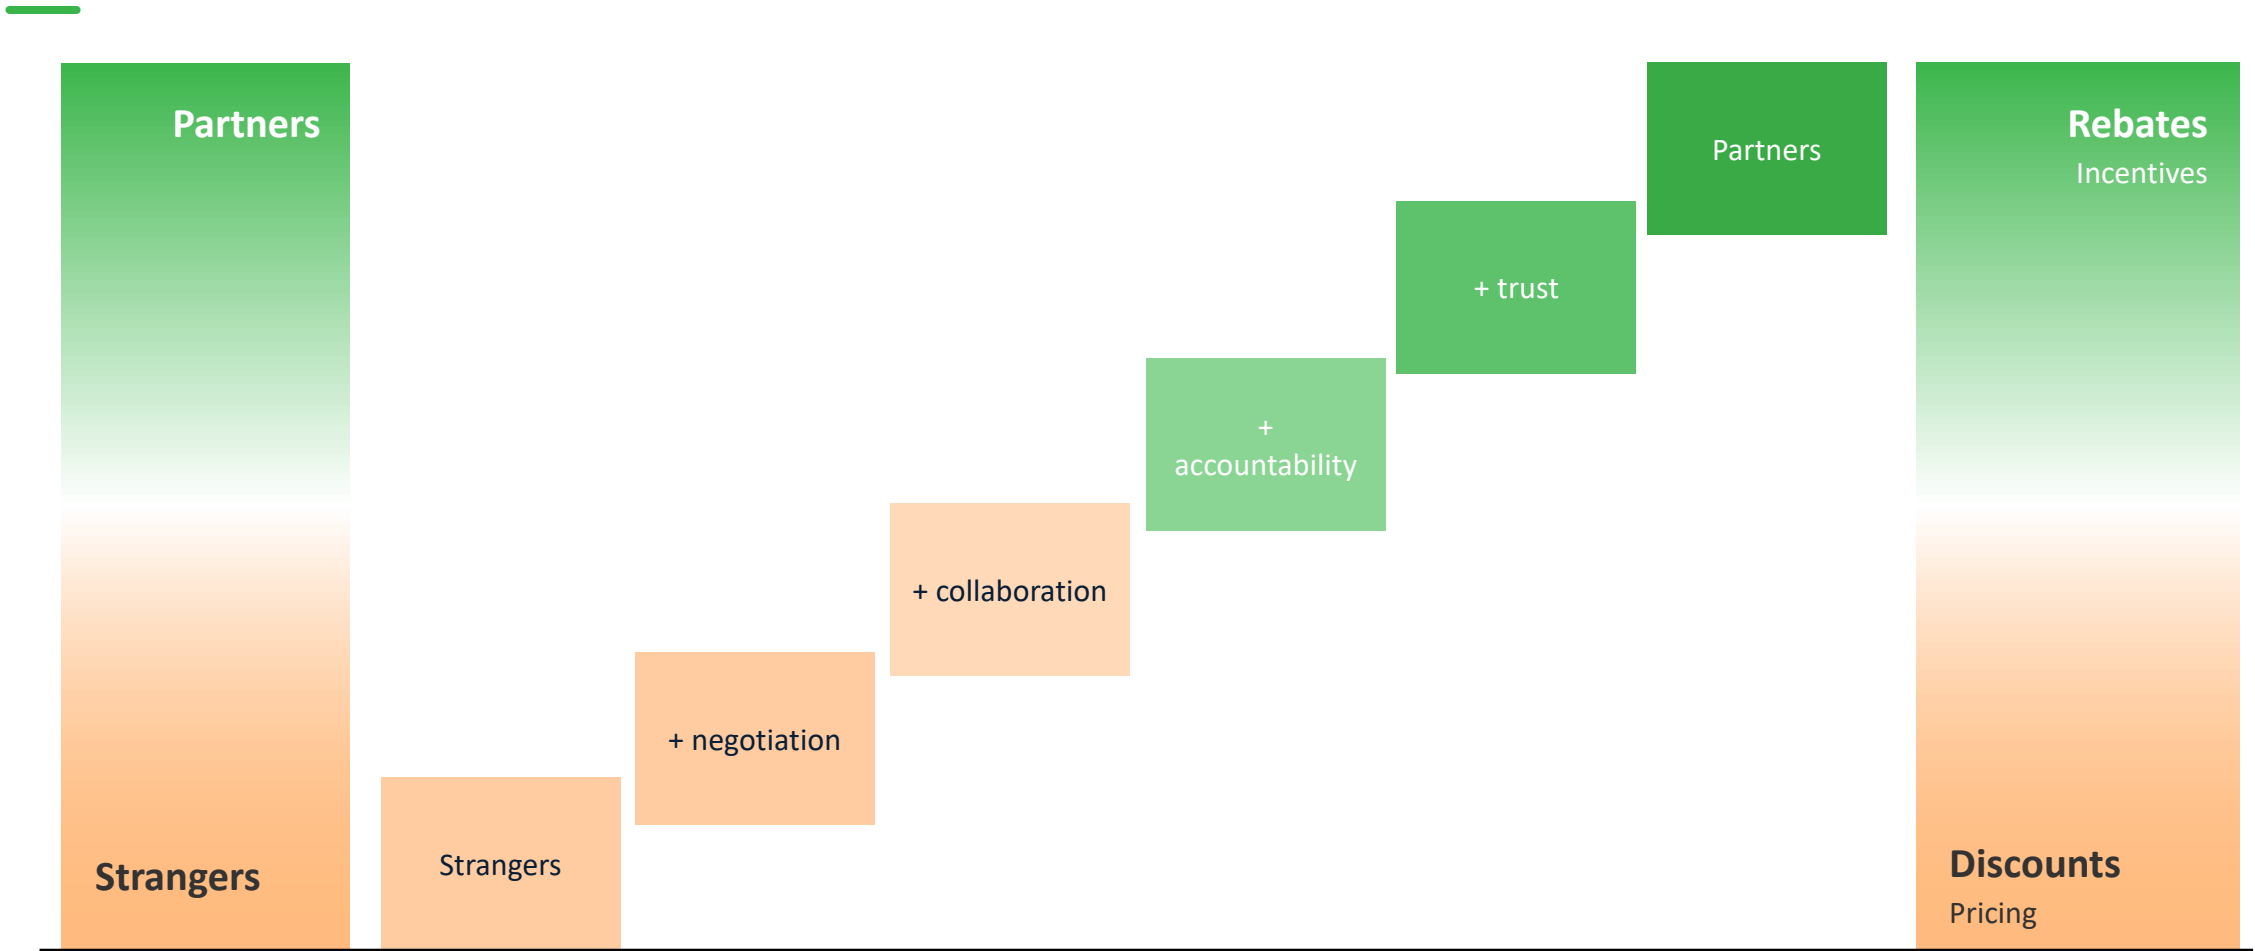 Partners
Strangers
Strangers
+ negotiation
+ collaboration
+
accountability
+ trust
Partners
Rebates
Incentives
Discounts
Pricing